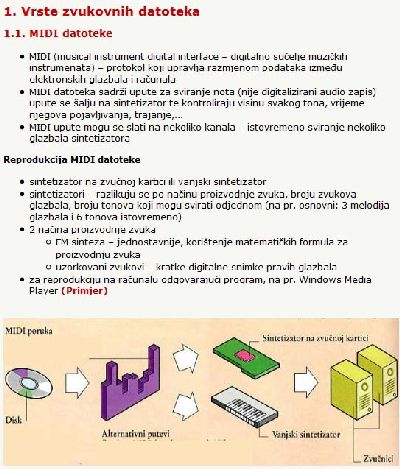 1. Vrste zvukovnih datoteka
1.1. MIDI datoteke
MIDI (musical instrument digital interface – digitalno sučelje muzičkih
instrumenata) – protokol koji upravlja razmjenom podataka između
elektronskih glazbala i računala
MIDI datoteka sadrži upute za sviranje nota (nije digitalizirani audio zapis)
upute se šalju na sintetizator te kontroliraju visinu svakog tona, vrijeme
njegova pojavljivanja, trajanje,...
MIDI upute mogu se slati na nekoliko kanala – istovremeno sviranje nekoliko
glazbala sintetizatora
Reprodukcija MIDI datoteke
sintetizator na zvučnoj kartici ili vanjski sintetizator
sintetizatori – razlikuju se po načinu proizvodnje zvuka, broju zvukova
glazbala, broju tonova koji mogu svirati odjednom (na pr. osnovni: 3 melodija
glazbala i 6 tonova istovremeno)
2 načina proizvodnje zvuka
FM sinteza – jednostavnije, korištenje matematičkih formula za
proizvodnju zvuka
uzorkovani zvukovi – kratke digitalne snimke pravih glazbala
za reprodukciju na računalu odgovarajući program, na pr. Windows Media
Player (Primjer)
MIDI poruka
Sintetizator na zvučnoj kartici
Disk
Alternativni putevi
Vanjski sintetizator
Zvučnici